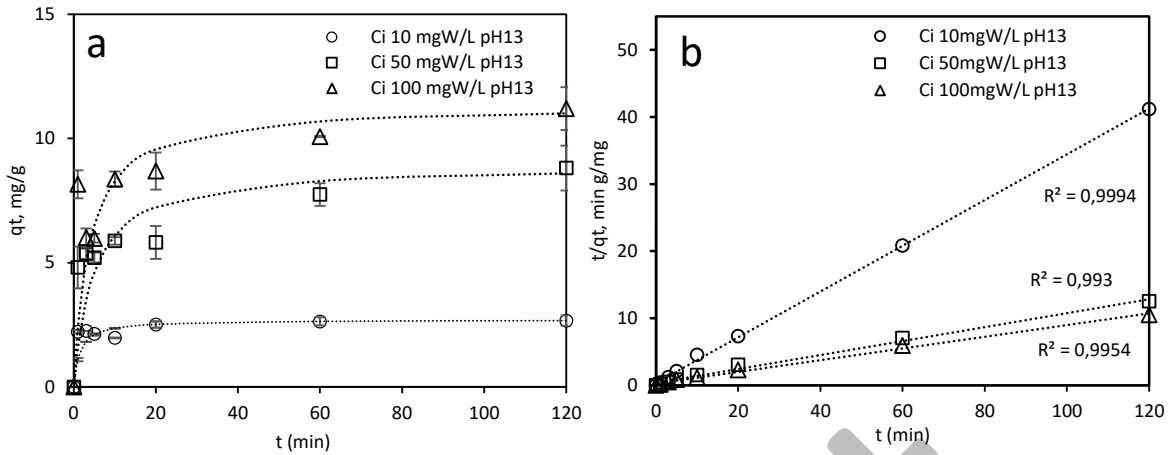 a
Ci 10 mgW/L pH13
Ci 50 mgW/L pH13
Ci 100 mgW/L pH13
15
10
5
0
qt, mg/g
0 20 40 60 80 100 120
t (min)
b
Ci 10mgW/L pH13
Ci 50mgW/L pH13
Ci 100mgW/L pH13
50
40
30
20
10
0
t/qt, min g/mg
R² = 0,9994
R² = 0,993
R² = 0,9954
0 20 40 60 80 100 120
t (min)